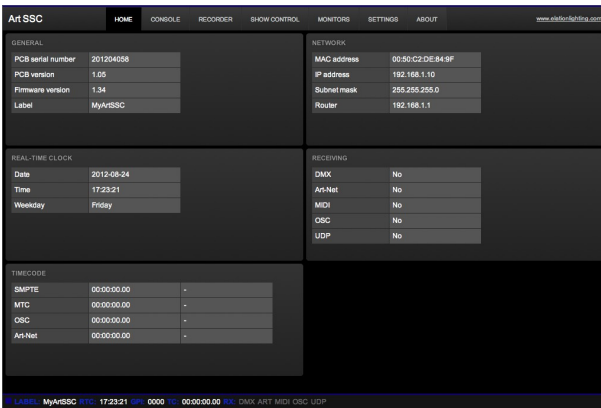 Art SSC HOME CONSOLE RECORDER SHOW CONTROL MONITORS SETTINGS ABOUT www.elationlighting.com
GENERAL
PCB serial number 201204058
PCB version 1.05
Firmware version 1.34
Label MyArtSSC
NETWORK
MAC address 00:50:C2:DE:84:9F
IP address 192.168.1.10
Subnet mask 255.255.255.0
Router 192.168.1.1
REAL-TIME CLOCK
Date 2012-08-24
Time 17:23:21
Weekday Friday
RECEIVING
DMX No
Art-Net No
MIDI No
OSC No
UDP No
TIMECODE
SMPTE 00:00:00.00 -
MTC 00:00:00.00 -
OSC 00:00:00.00 -
Art-Net 00:00:00.00 -
LABEL: MyArtSSC RTC: 17:23:21 GPI: 0000 TC: 00:00:00.00 RX: DMX ART MIDI OSC UDP